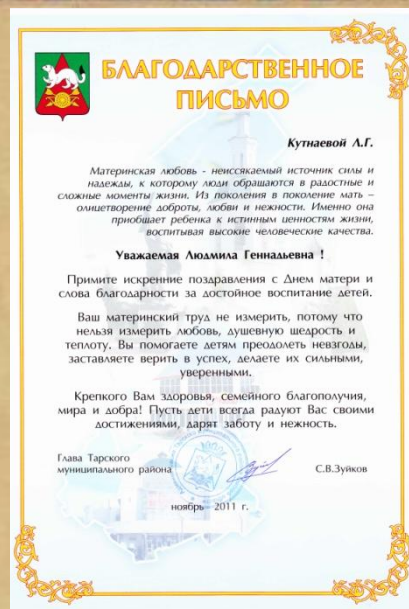 БЛАГОДАРСТВЕННОЕ
ПИСЬМО
Кутнаевой Л.Г.
Материнская любовь - неиссякаемый источник силы и
надежды, к которому люди обращаются в радостные и
сложные моменты жизни. Из поколения в поколение мать –
олицетворение доброты, любви и нежности. Именно она
приобщает ребенка к истинным ценностям жизни,
воспитывая высокие человеческие качества.
Уважаемая Людмила Геннадьевна !
Примите искренние поздравления с Днем матери и
слова благодарности за достойное воспитание детей.
Ваш материнский труд не измерить, потому что
нельзя измерить любовь, душевную щедрость и
теплоту. Вы помогаете детям преодолеть невзгоды,
заставляете верить в успех, делаете их сильными,
уверенными.
Крепкого Вам здоровья, семейного благополучия,
мира и добра! Пусть дети всегда радуют Вас своими
достижениями, дарят заботу и нежность.
Глава Тарского
муниципального района
С.В.Зуйков
ноябрь 2011 г.